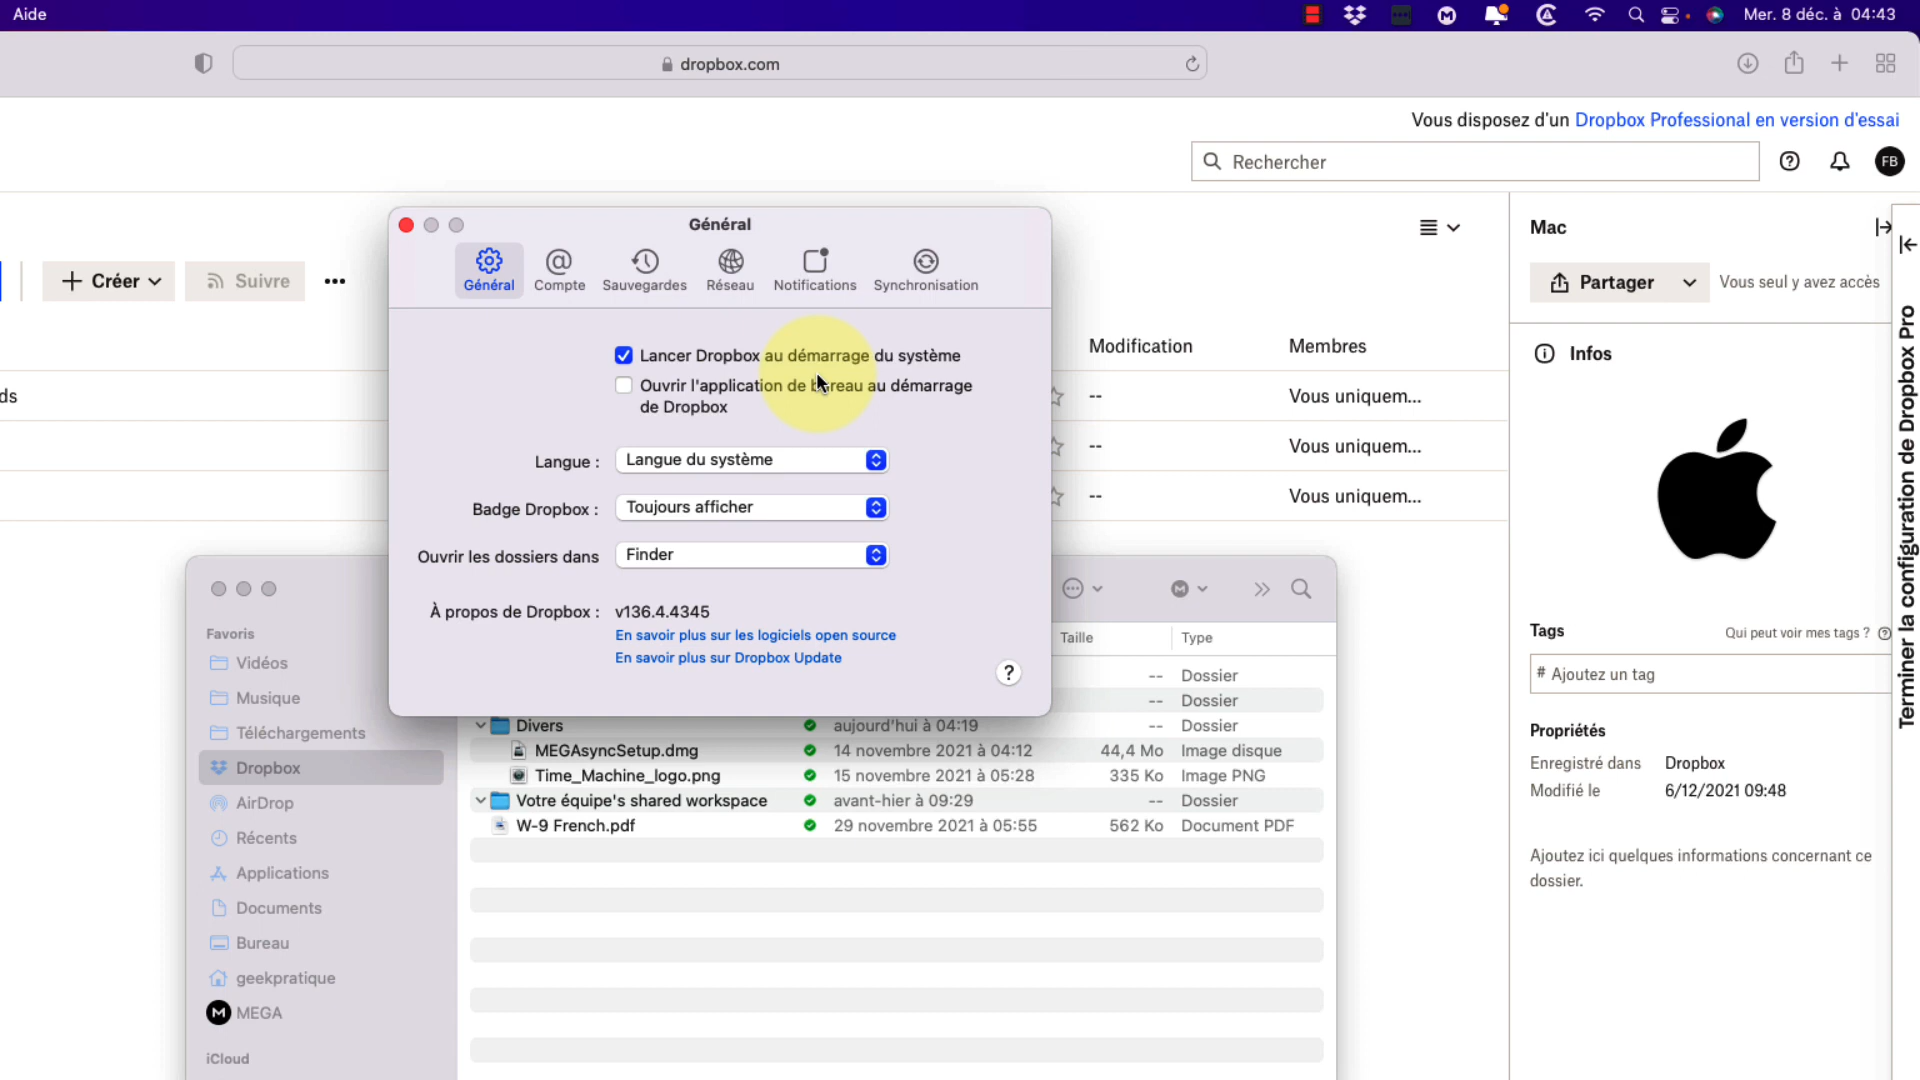 Aide
Mer. 8 déc. à 04:43
dropbox.com
Vous disposez d'un Dropbox Professional en version d'essai
Rechercher
FB
Créer
Suivre
Général
Général
Compte
Sauvegardes
Réseau
Notifications
Synchronisation
Lancer Dropbox au démarrage du système
Ouvrir l'application de bureau au démarrage
de Dropbox
Langue :
Langue du système
Badge Dropbox :
Toujours afficher
Ouvrir les dossiers dans
Finder
À propos de Dropbox :
v136.4.4345
En savoir plus sur les logiciels open source
En savoir plus sur Dropbox Update
?
Modification
Membres
ds
--
Vous uniquem...
--
Vous uniquem...
--
Vous uniquem...
Mac
Partager
Vous seul y avez accès
Infos
Tags
Qui peut voir mes tags ?
# Ajoutez un tag
Propriétés
Enregistré dans
Dropbox
Modifié le
6/12/2021 09:48
Ajoutez ici quelques informations concernant ce
dossier.
Terminer la configuration de Dropbox Pro
Favoris
Vidéos
Musique
Téléchargements
Dropbox
AirDrop
Récents
Applications
Documents
Bureau
geekpratique
MEGA
iCloud
Taille
Type
-- Dossier
-- Dossier
Divers aujourd'hui à 04:19 -- Dossier
MEGAsyncSetup.dmg 14 novembre 2021 à 04:12 44,4 Mo Image disque
Time_Machine_logo.png 15 novembre 2021 à 05:28 335 Ko Image PNG
Votre équipe's shared workspace avant-hier à 09:29 -- Dossier
W-9 French.pdf 29 novembre 2021 à 05:55 562 Ko Document PDF